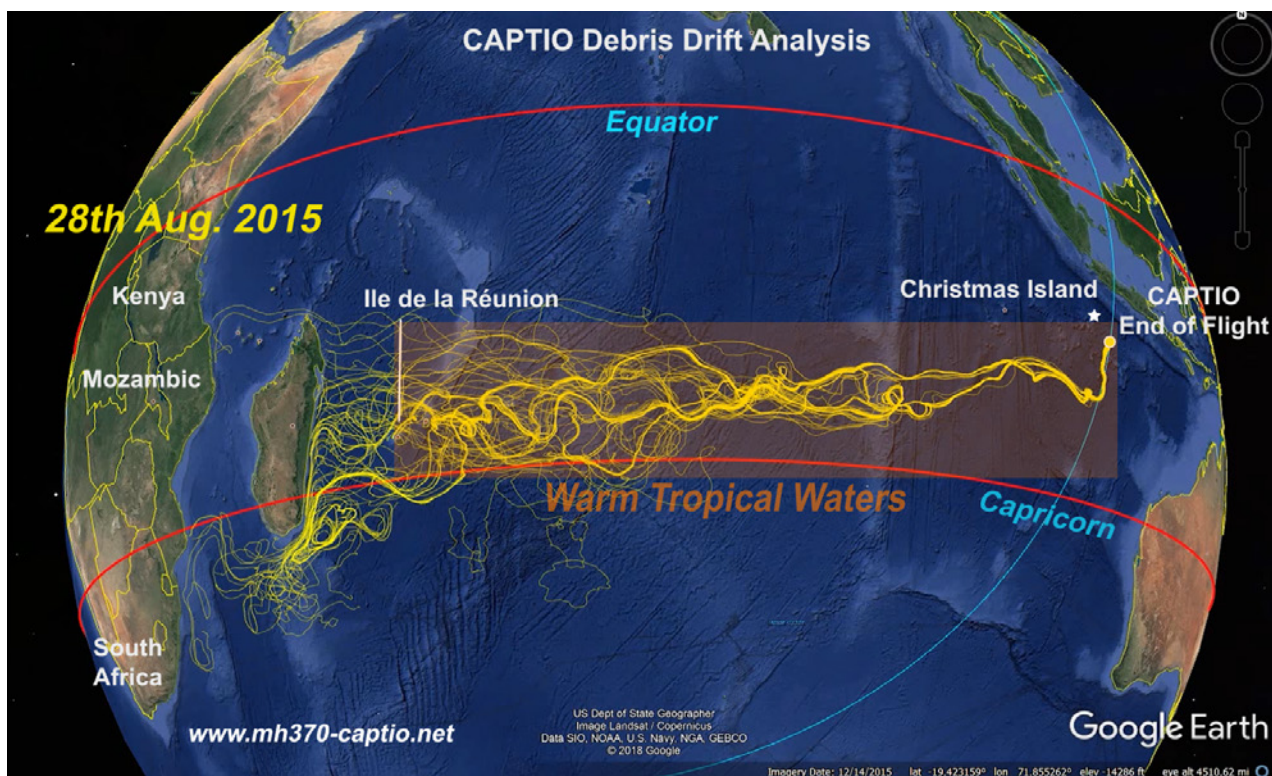 N
CAPTIO Debris Drift Analysis
Equator
28th Aug. 2015
Kenya
Ile de la Réunion
Christmas Island
CAPTIO
End of Flight
Mozambic
Warm Tropical Waters
Capricorn
South
Africa
www.mh370-captio.net
US Dept of State Geographer
Image Landsat / Copernicus
Data SIO, NOAA, U.S. Navy, NGA, GEBCO
© 2018 Google
Google Earth
Imagery Date: 12/14/2015 lat -19.423159° lon 71.855262° elev -14286 ft eye alt 4510.62 mi